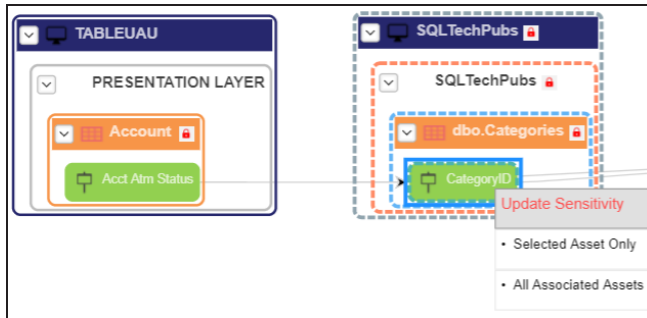 TABLEUAU
SQLTechPubs
PRESENTATION LAYER
SQLTechPubs
Account
dbo.Categories
Acct Atm Status
CategoryID
Update Sensitivity
• Selected Asset Only
• All Associated Assets